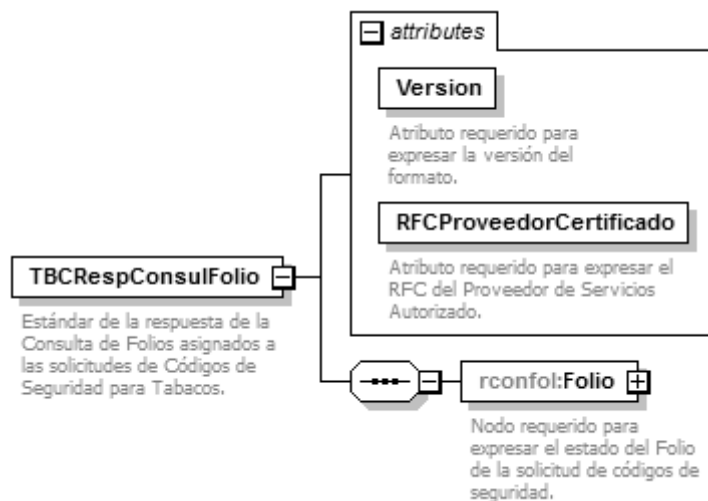 attributes
Version
Atributo requerido para
expresar la versión del
formato.
RFCProveedorCertificado
Atributo requerido para expresar el
RFC del Proveedor de Servicios
Autorizado.
TBCRespConsulFolio
Estándar de la respuesta de la
Consulta de Folios asignados a
las solicitudes de Códigos de
Seguridad para Tabacos.
rconfol:Folio
Nodo requerido para
expresar el estado del Folio
de la solicitud de códigos de
seguridad.